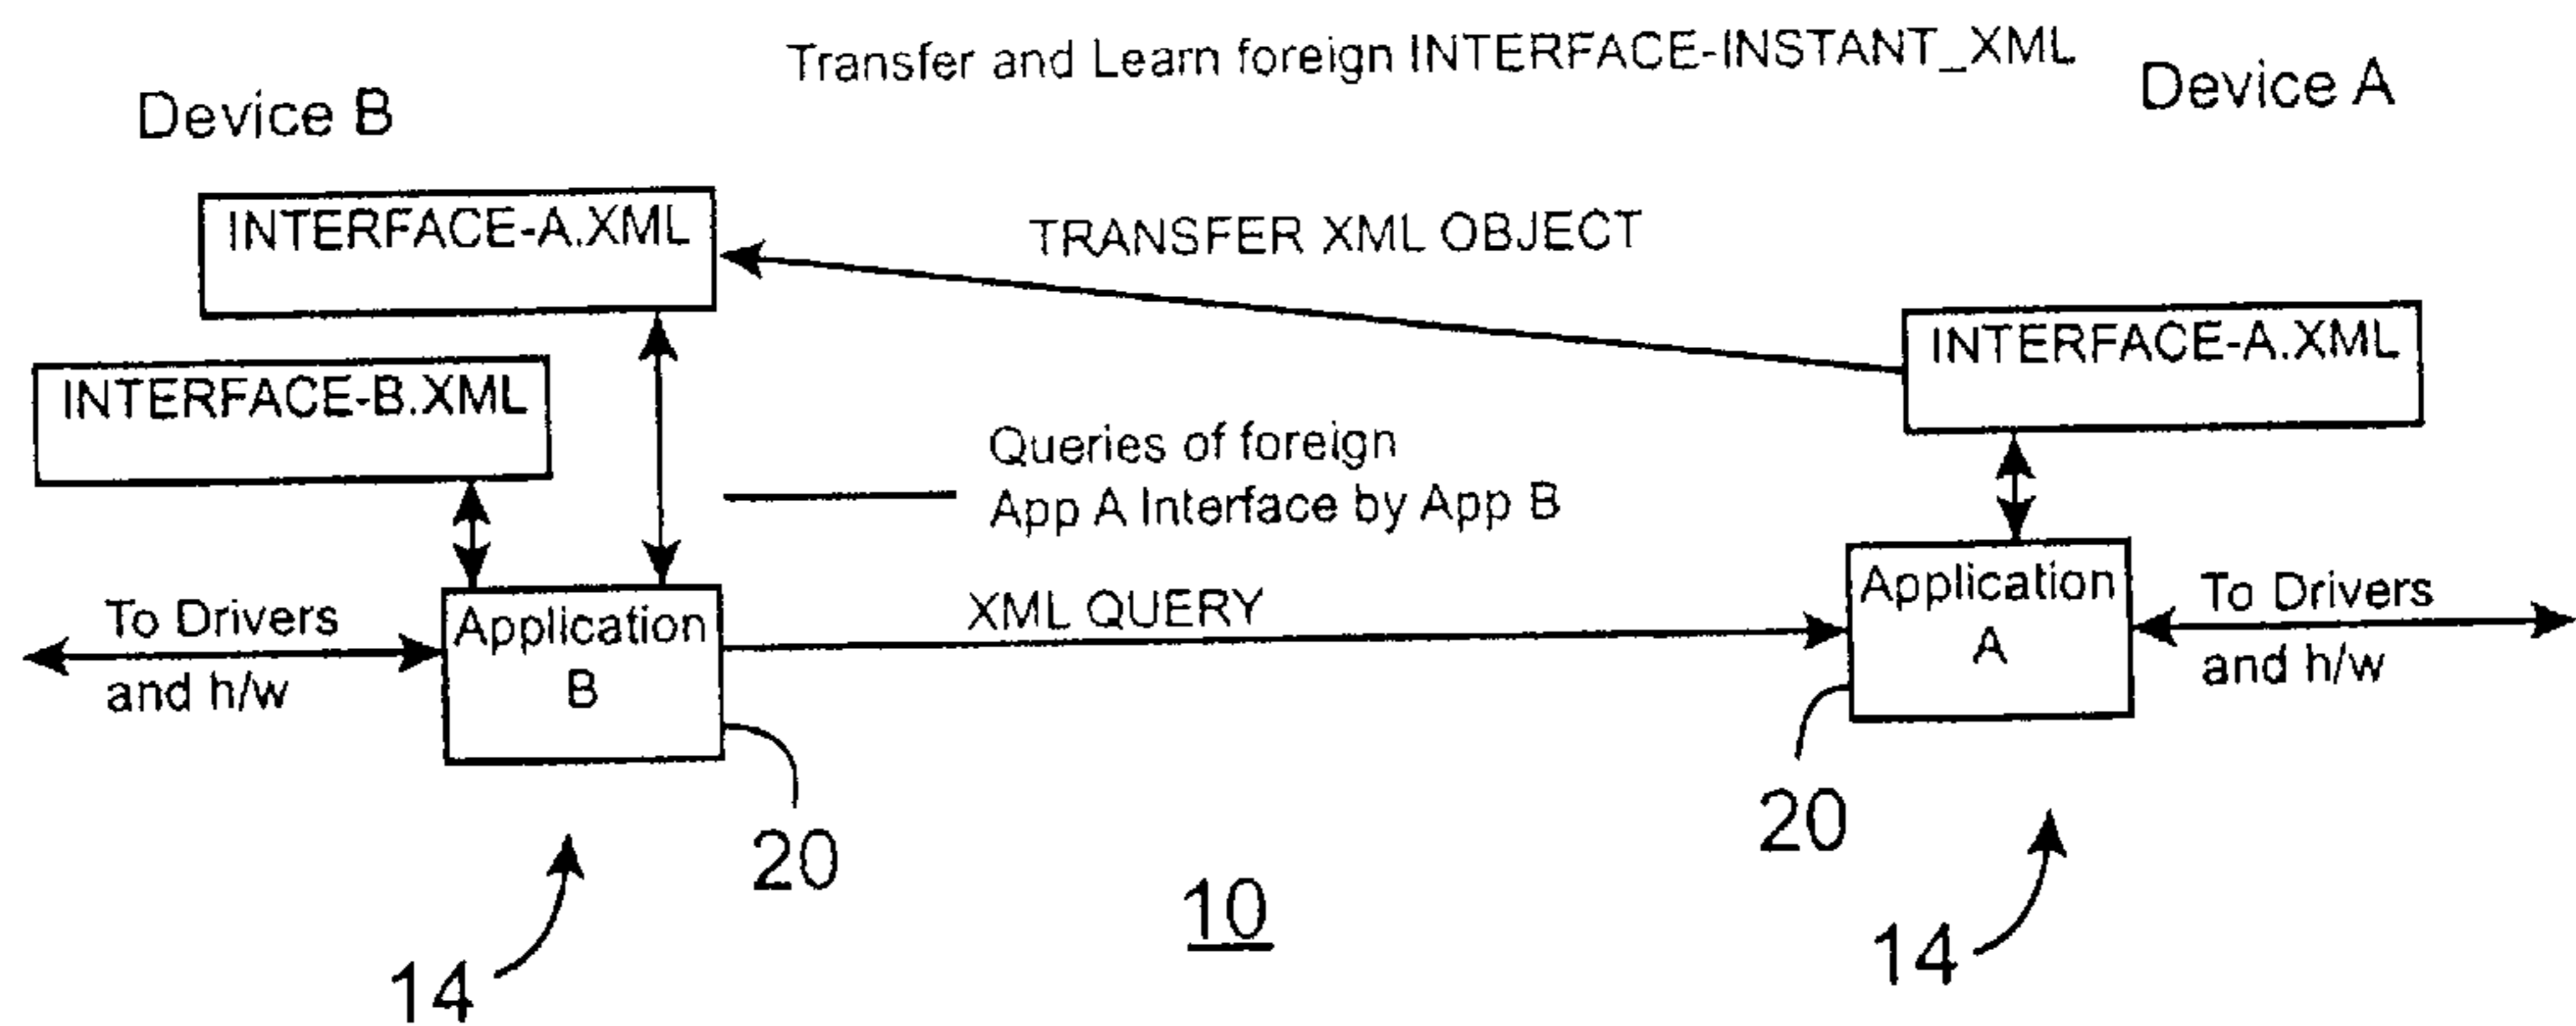 Transfer and Learn foreign INTERFACE-INSTANT_XML
Device B
Device A
INTERFACE-A.XML
TRANSFER XML OBJECT
INTERFACE-A.XML
INTERFACE-B.XML
Queries of foreign
App A Interface by App B
To Drivers
and h/w
Application
B
XML QUERY
Application
A
To Drivers
and h/w
20
20
14
10
14